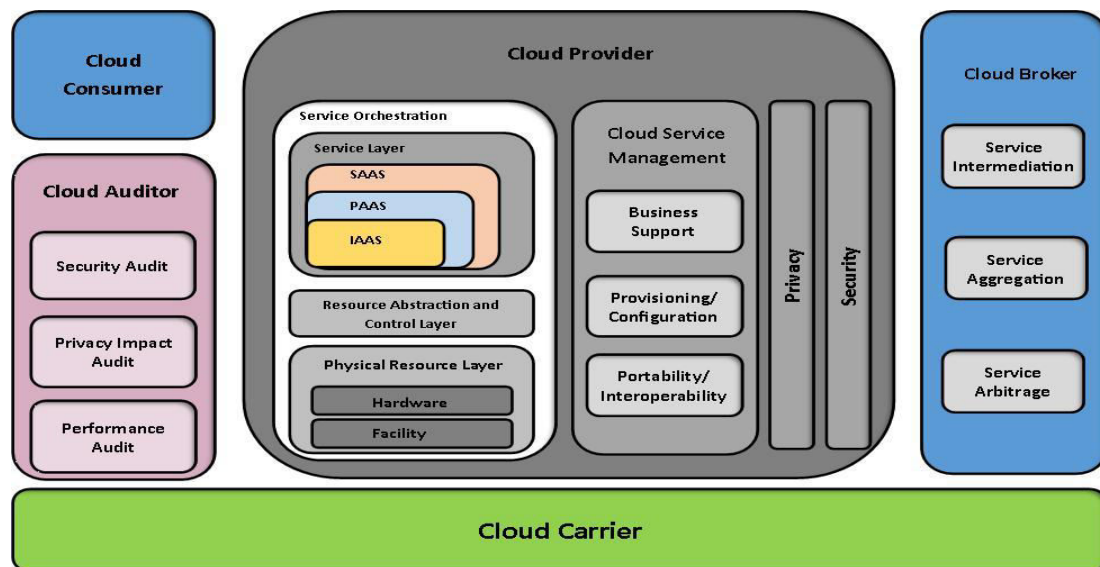 Cloud
Consumer
Cloud Auditor
Security Audit
Privacy Impact
Audit
Performance
Audit
Cloud Provider
Service Orchestration
Service Layer
SAAS
PAAS
IAAS
Resource Abstraction and
Control Layer
Physical Resource Layer
Hardware
Facility
Cloud Service
Management
Business
Support
Provisioning/
Configuration
Portability/
Interoperability
Privacy
Security
Cloud Broker
Service
Intermediation
Service
Aggregation
Service
Arbitrage
Cloud Carrier